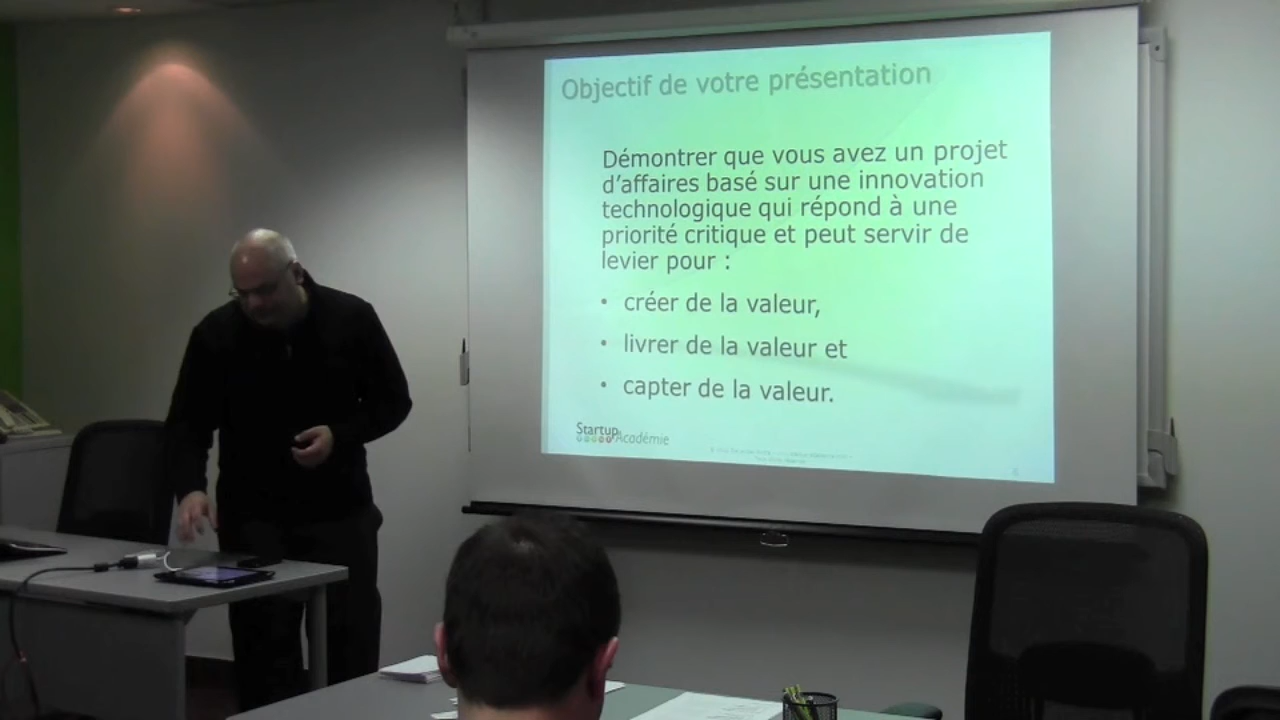 Objectif de votre présentation
Démontrer que vous avez un projet
d'affaires basé sur une innovation
technologique qui répond à une
priorité critique et peut servir de
levier pour :
• créer de la valeur,
• livrer de la valeur et
• capter de la valeur.
Startup
Académie